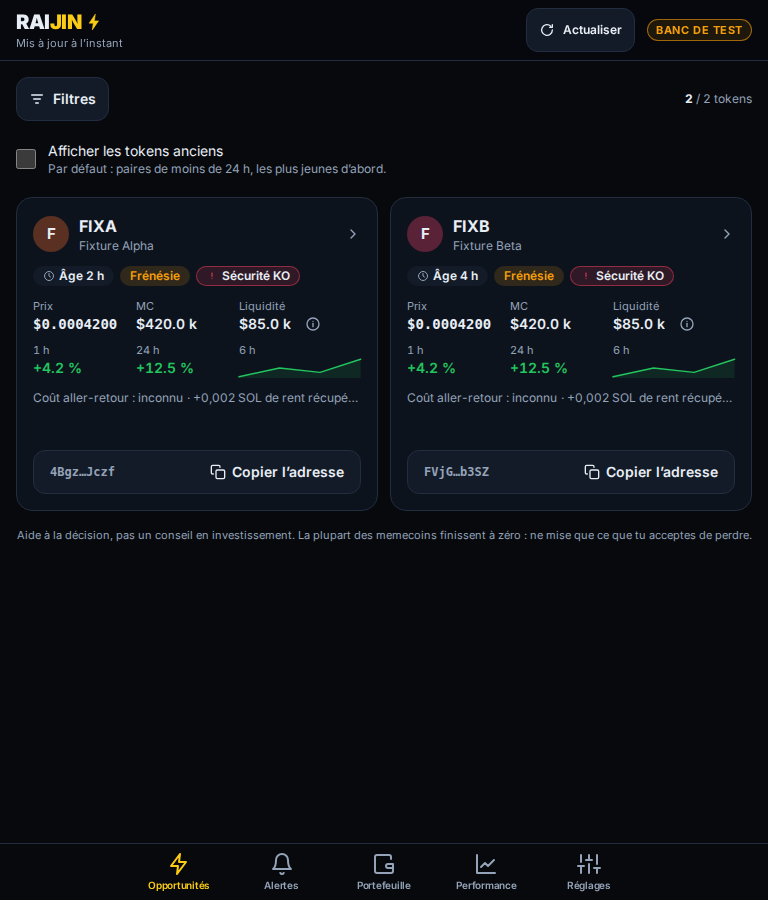 RAIJIN
Mis à jour à l'instant
Actualiser
BANC DE TEST
Filtres
2 / 2 tokens
Afficher les tokens anciens
Par défaut : paires de moins de 24 h, les plus jeunes d'abord.
F
FIXA
Fixture Alpha
Âge 2 h
Frénésie
! Sécurité KO
Prix
MC
Liquidité
$0.0004200
$420.0 k
$85.0 k
1 h
24 h
6 h
+4.2 %
+12.5 %
Coût aller-retour : inconnu · +0,002 SOL de rent récupé…
4Bgz…Jczf
Copier l'adresse
F
FIXB
Fixture Beta
Âge 4 h
Frénésie
! Sécurité KO
Prix
MC
Liquidité
$0.0004200
$420.0 k
$85.0 k
1 h
24 h
6 h
+4.2 %
+12.5 %
Coût aller-retour : inconnu · +0,002 SOL de rent récupé…
FVjG…b3SZ
Copier l'adresse
Aide à la décision, pas un conseil en investissement. La plupart des memecoins finissent à zéro : ne mise que ce que tu acceptes de perdre.
Opportunités
Alertes
Portefeuille
Performance
Réglages